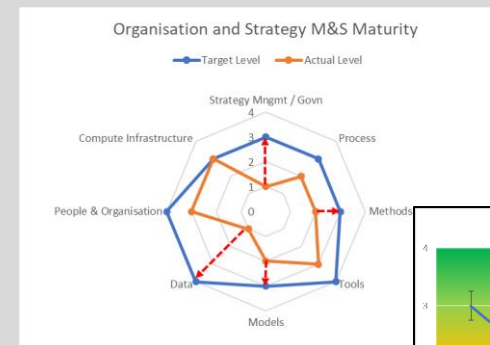 Organisation and Strategy M&S Maturity
Target Level Actual Level
Strategy Mngmt / Govn
4
Compute Infrastructure Process
3
2
1
People & Organisation 0 Methods
4
3
Data Tools
Models